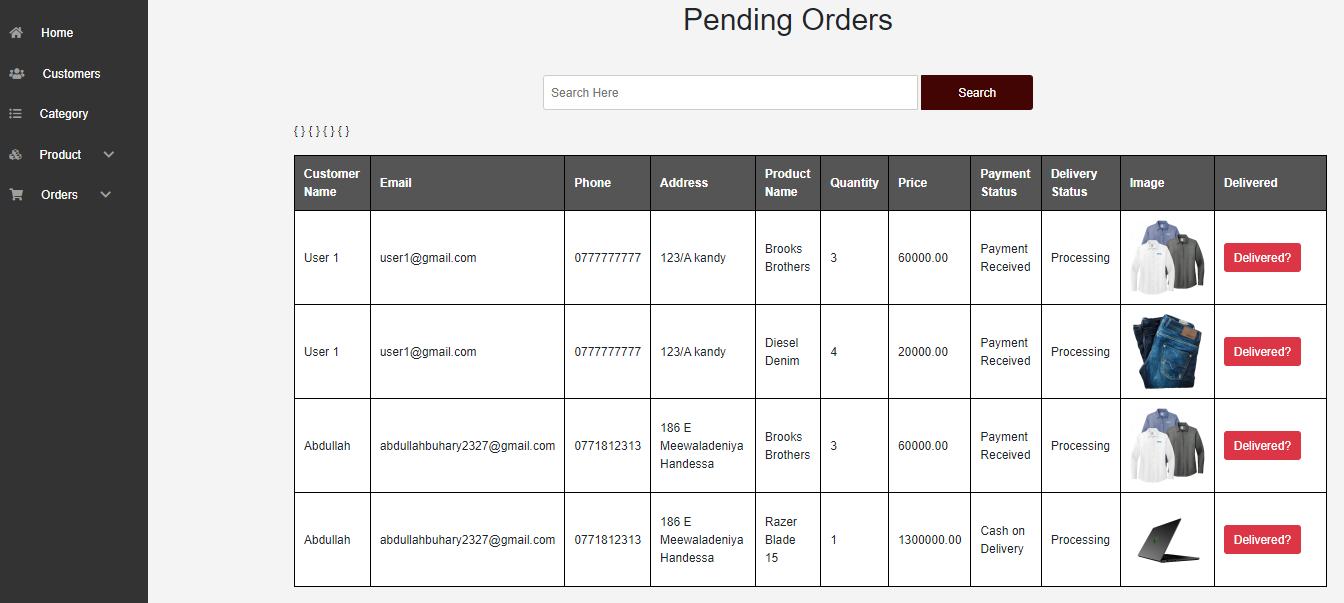 Pending Orders
Home
Customers
Category
Product
Orders
Search Here
Search
{ } { } { } { }
Customer Name Email Phone Address Product Name Quantity Price Payment Status Delivery Status Image Delivered
User 1 user1@gmail.com 0777777777 123/A kandy Brooks Brothers 3 60000.00 Payment Received Processing Delivered?
User 1 user1@gmail.com 0777777777 123/A kandy Diesel Denim 4 20000.00 Payment Received Processing Delivered?
Abdullah abdullahbuhary2327@gmail.com 0771812313 186 E Meewaladeniya Handessa Brooks Brothers 3 60000.00 Payment Received Processing Delivered?
Abdullah abdullahbuhary2327@gmail.com 0771812313 186 E Meewaladeniya Handessa Razer Blade 15 1 1300000.00 Cash on Delivery Processing Delivered?